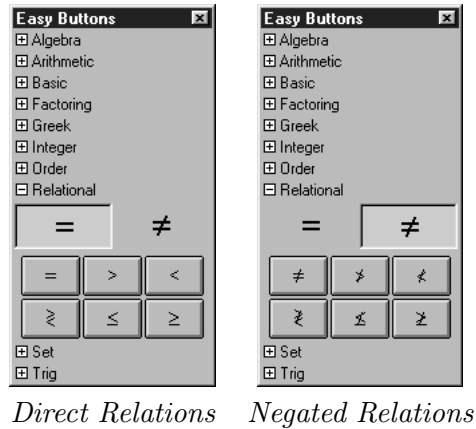 Easy Buttons
Algebra
Arithmetic
Basic
Factoring
Greek
Integer
Order
Relational
= ≠
= > <
≷ ≤ ≥
Set
Trig
Direct Relations
Easy Buttons
Algebra
Arithmetic
Basic
Factoring
Greek
Integer
Order
Relational
= ≠
≠ ≯ ≮
≹ ≰ ≱
Set
Trig
Negated Relations